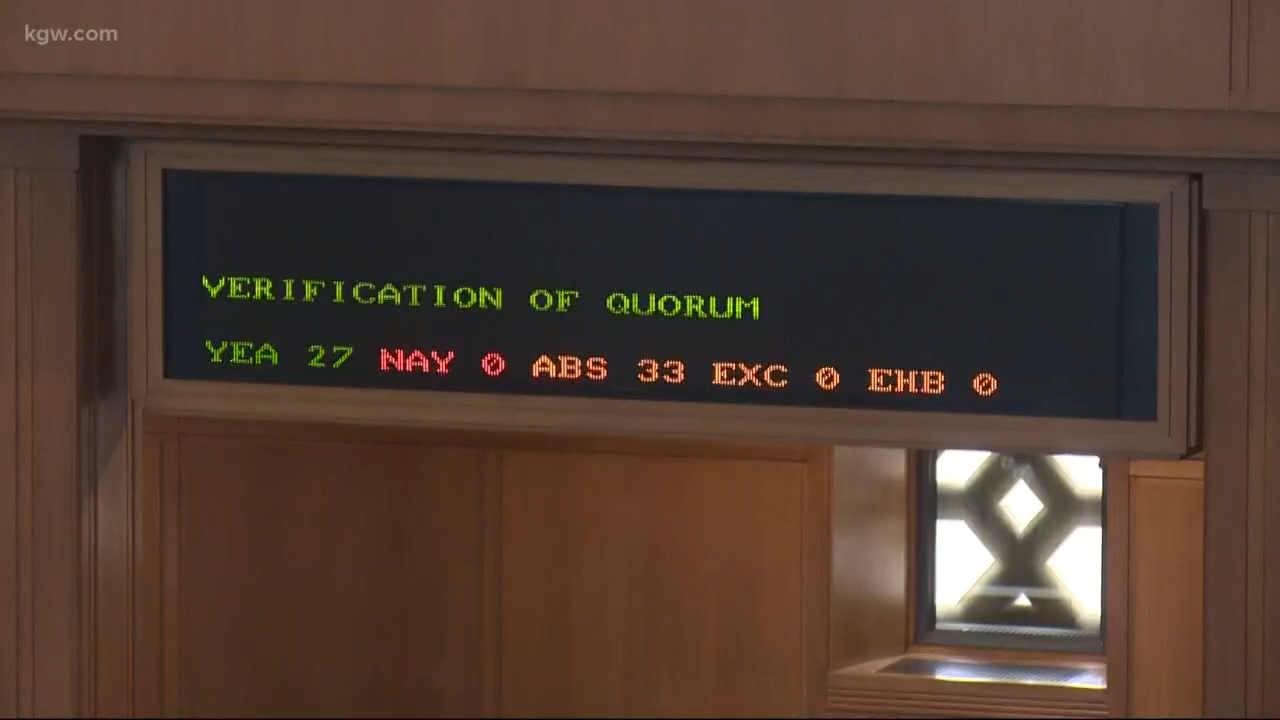 kgw.com
VERIFICATION OF QUORUM
YEA 27 NAY 0 ABS 33 EXC 0 EHB 0